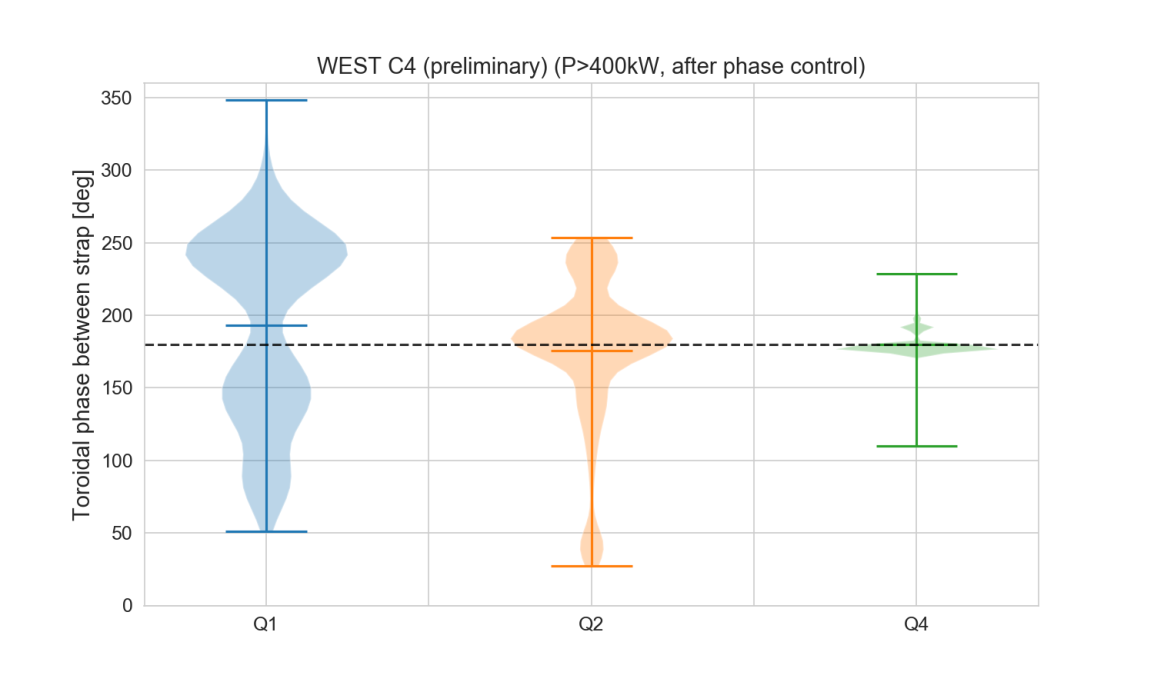 WEST C4 (preliminary) (P>400kW, after phase control)
Toroidal phase between strap [deg]
350
300
250
200
150
100
50
0
Q1 Q2 Q4